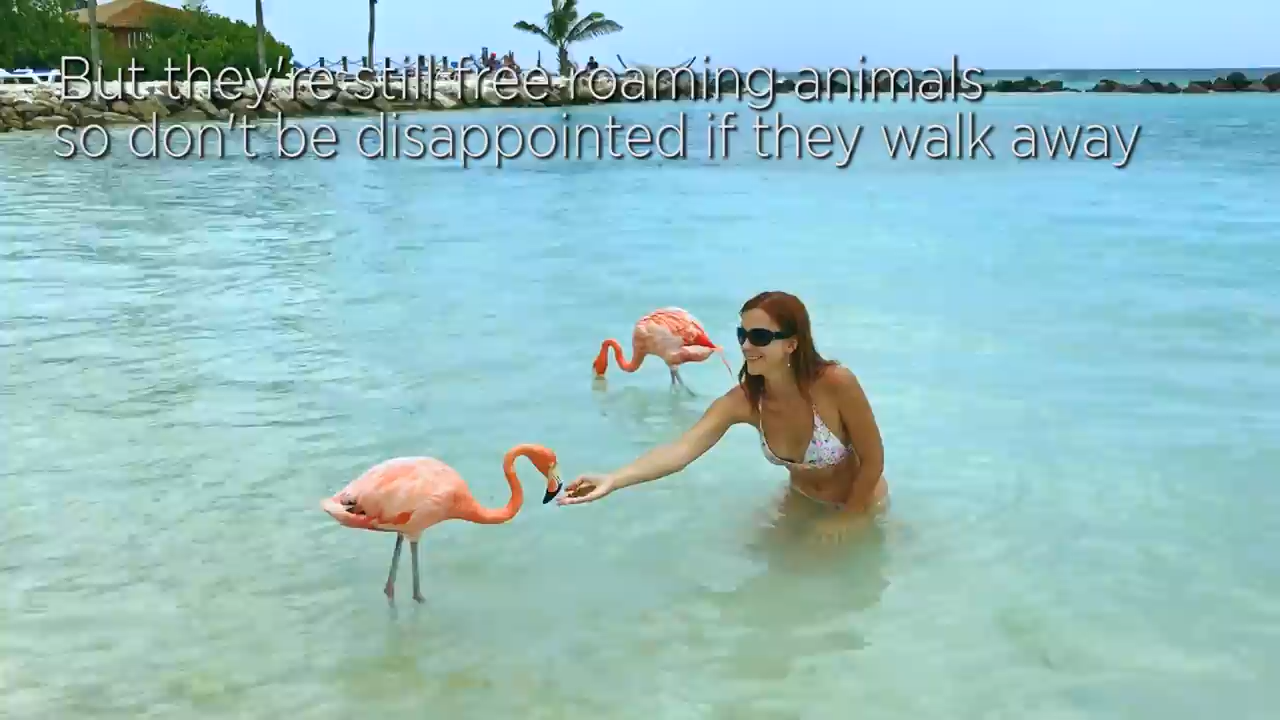 But they're still free roaming animals
so don't be disappointed if they walk away